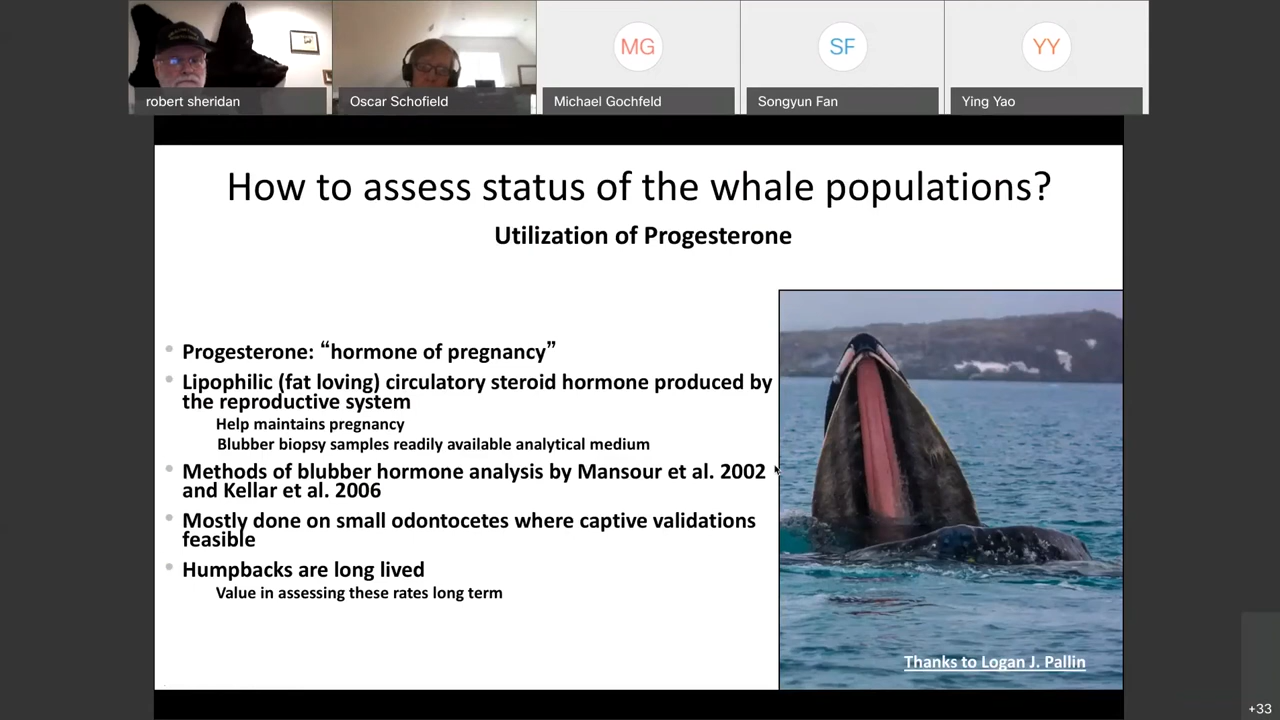 MG
SF
YY
robert sheridan
Oscar Schofield
Michael Gochfeld
Songyun Fan
Ying Yao
How to assess status of the whale populations?
Utilization of Progesterone
Progesterone: “hormone of pregnancy”
Lipophilic (fat loving) circulatory steroid hormone produced by
the reproductive system
Help maintains pregnancy
Blubber biopsy samples readily available analytical medium
Methods of blubber hormone analysis by Mansour et al. 2002
and Kellar et al. 2006
Mostly done on small odontocetes where captive validations
feasible
Humpbacks are long lived
Value in assessing these rates long term
Thanks to Logan J. Pallin
+33